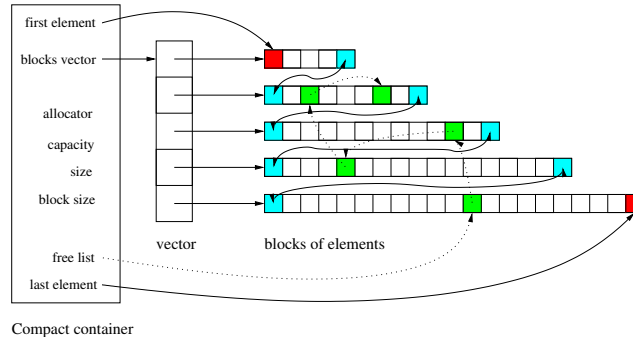 first element
blocks vector
allocator
capacity
size
block size
vector
blocks of elements
free list
last element
Compact container